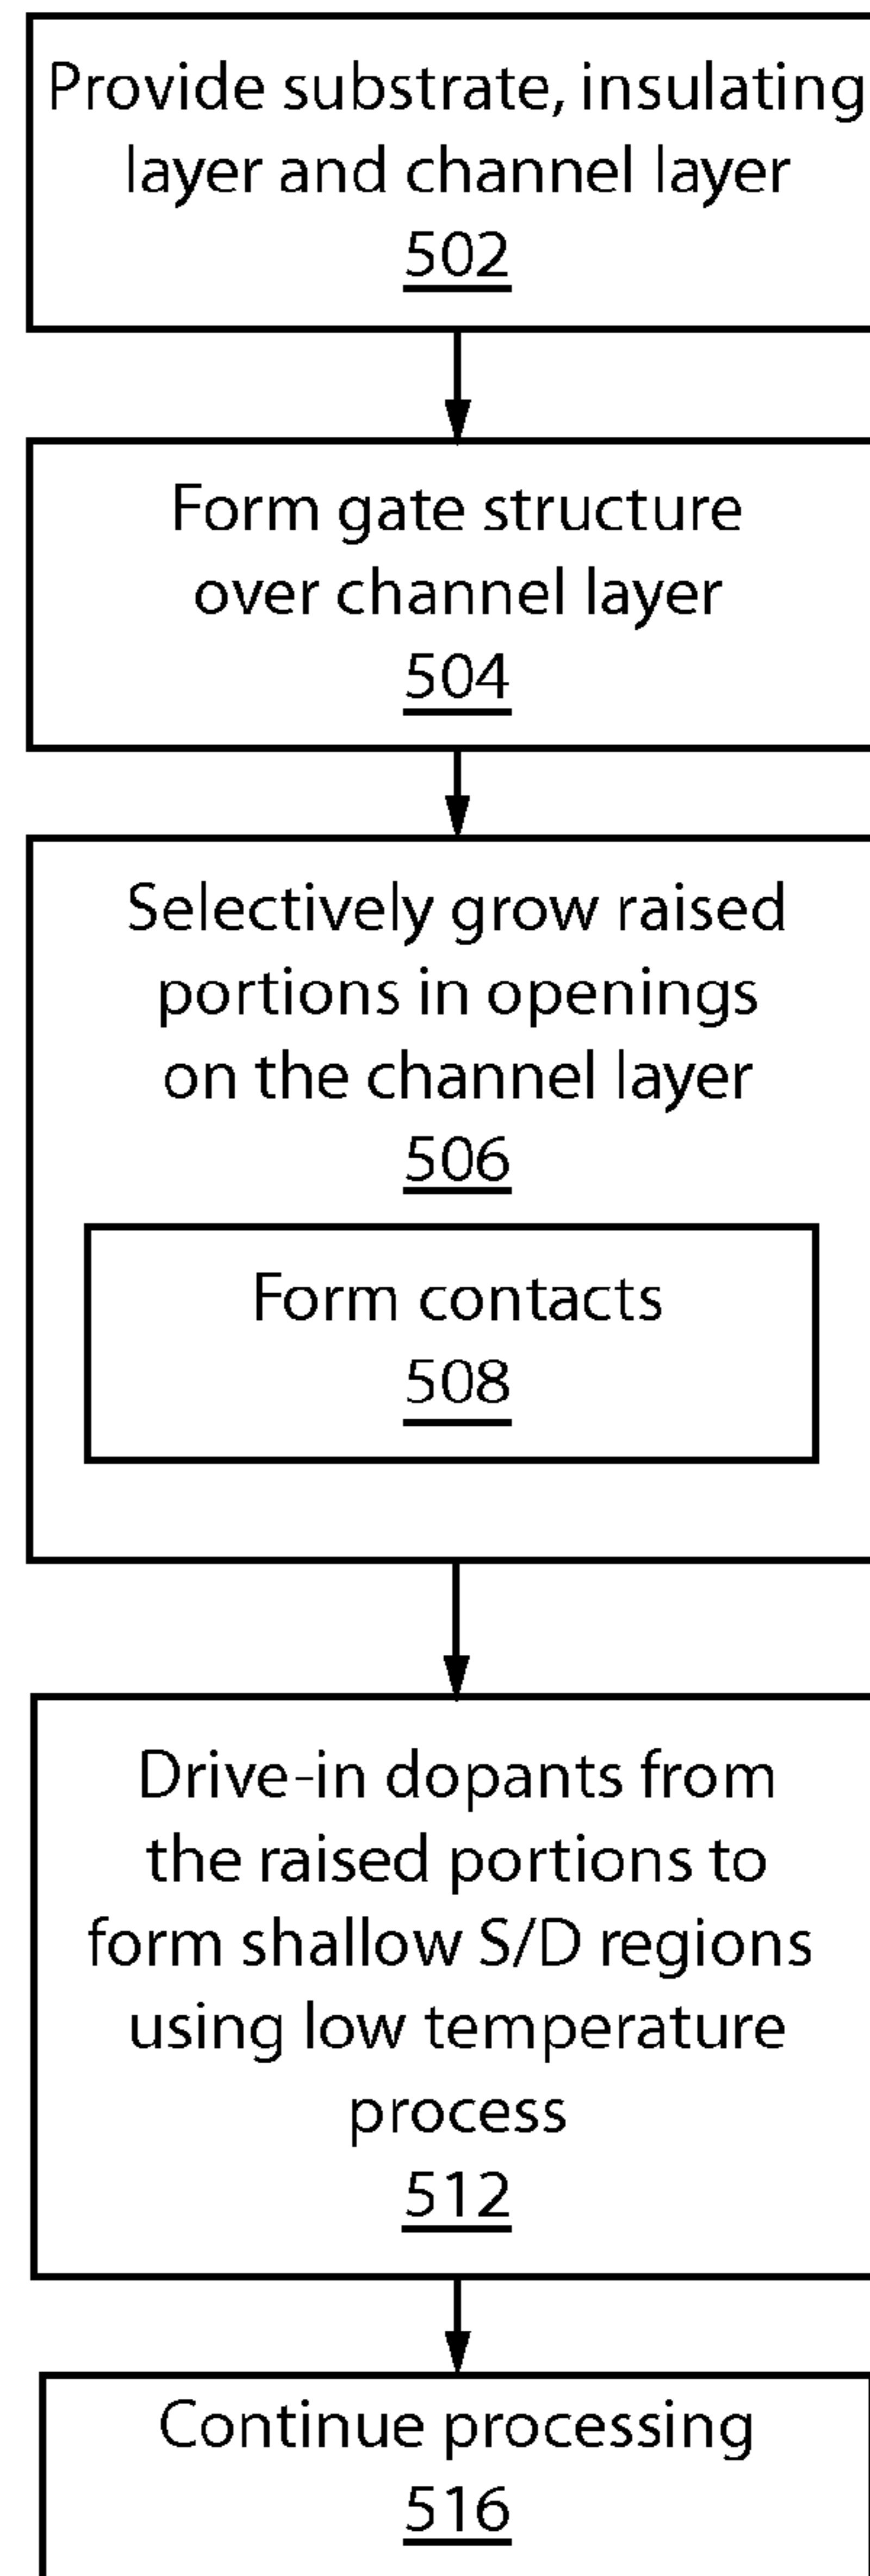 Provide substrate, insulating
layer and channel layer
502
Form gate structure
over channel layer
504
Selectively grow raised
portions in openings
on the channel layer
506
Form contacts
508
Drive-in dopants from
the raised portions to
form shallow S/D regions
using low temperature
process
512
Continue processing
516